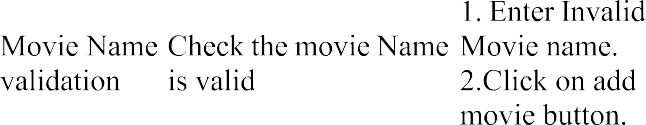 Movie Name validation
Check the movie Name is valid
1. Enter Invalid Movie name.
2.Click on add movie button.